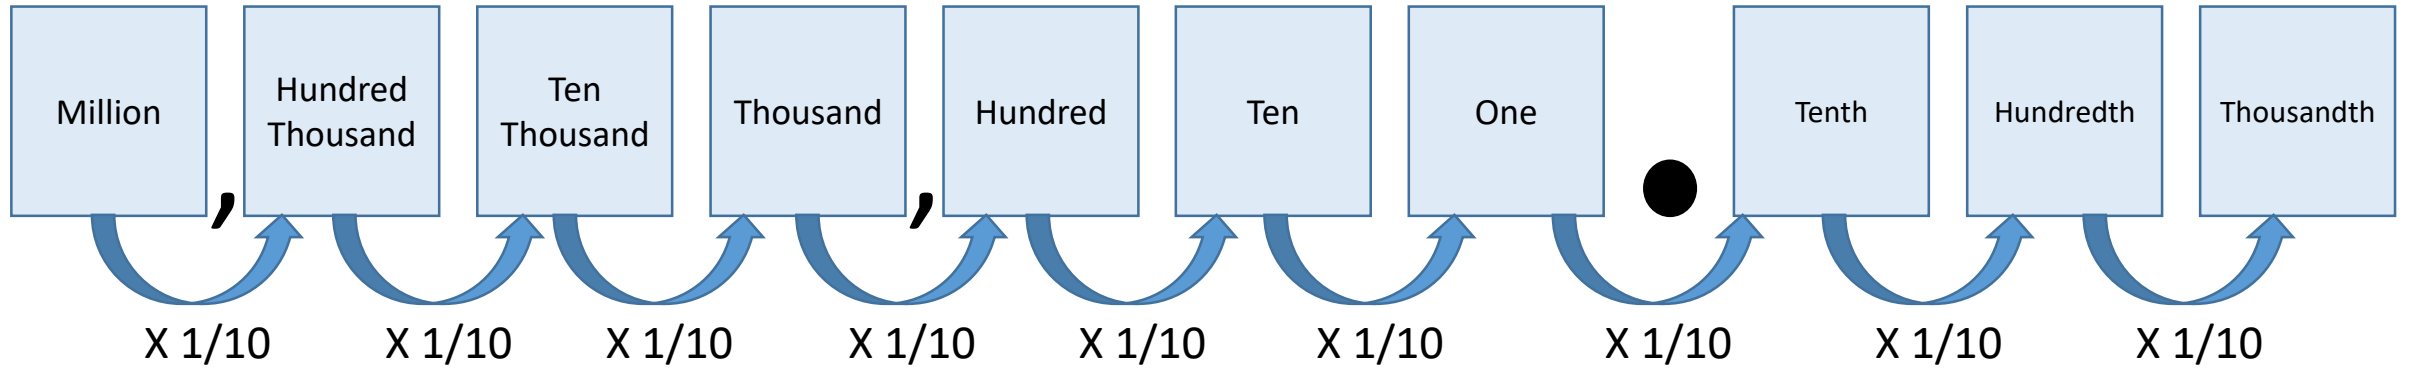 Million
,
Hundred
Thousand
Ten
Thousand
Thousand
,
Hundred
Ten
One
.
Tenth
Hundredth
Thousandth
X 1/10
X 1/10
X 1/10
X 1/10
X 1/10
X 1/10
X 1/10
X 1/10
X 1/10